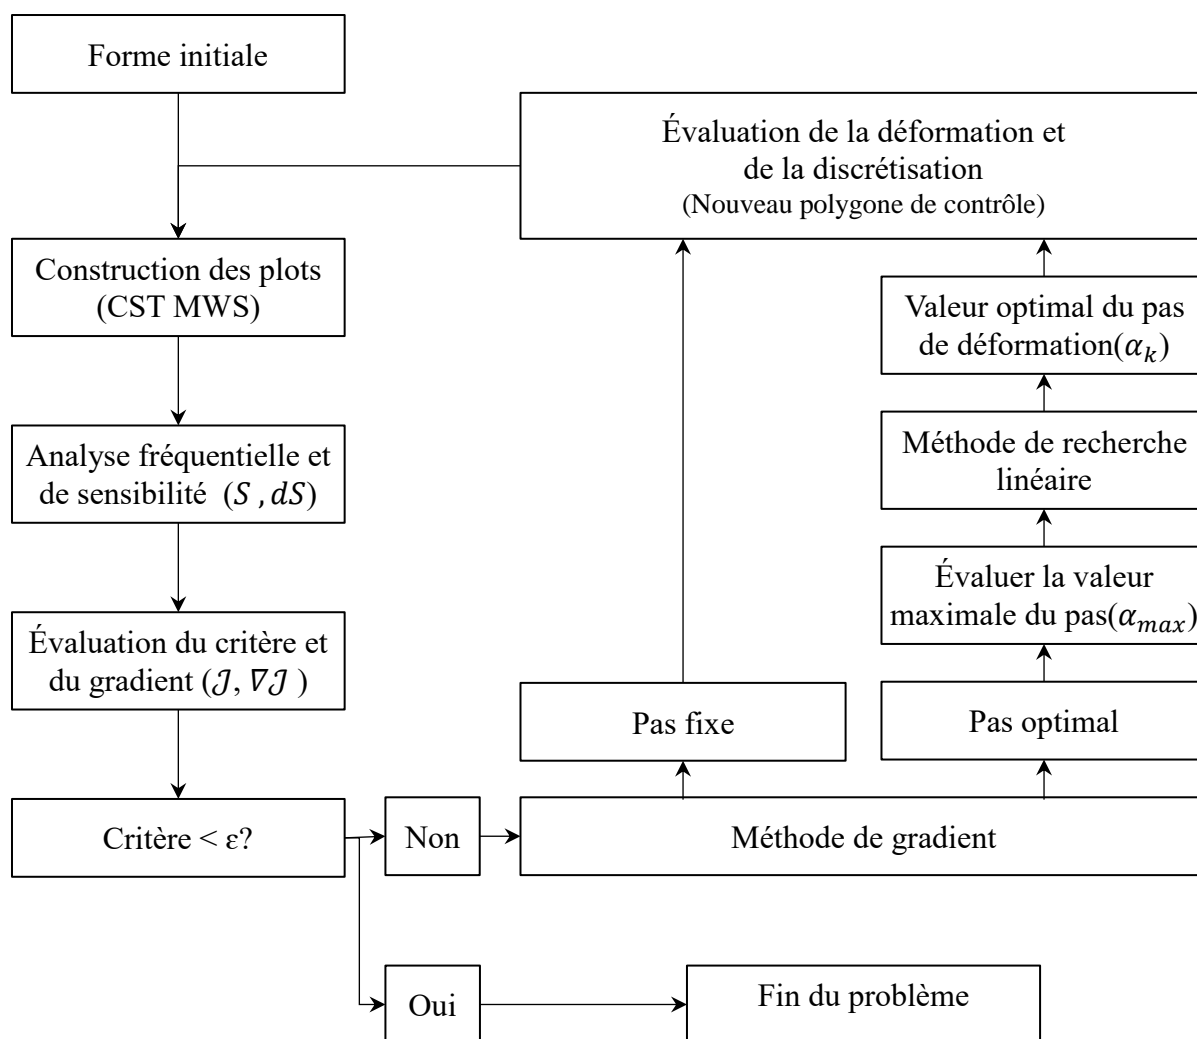 Forme initiale
Évaluation de la déformation et
de la discrétisation
(Nouveau polygone de contrôle)
Construction des plots
(CST MWS)
Valeur optimal du pas
de déformation(α_k)
Analyse fréquentielle et
de sensibilité (S , dS)
Méthode de recherche
linéaire
Évaluer la valeur
maximale du pas(α_max)
Évaluation du critère et
du gradient (𝒥, ∇𝒥 )
Pas fixe
Pas optimal
Critère < ε?
Non
Méthode de gradient
Oui
Fin du problème